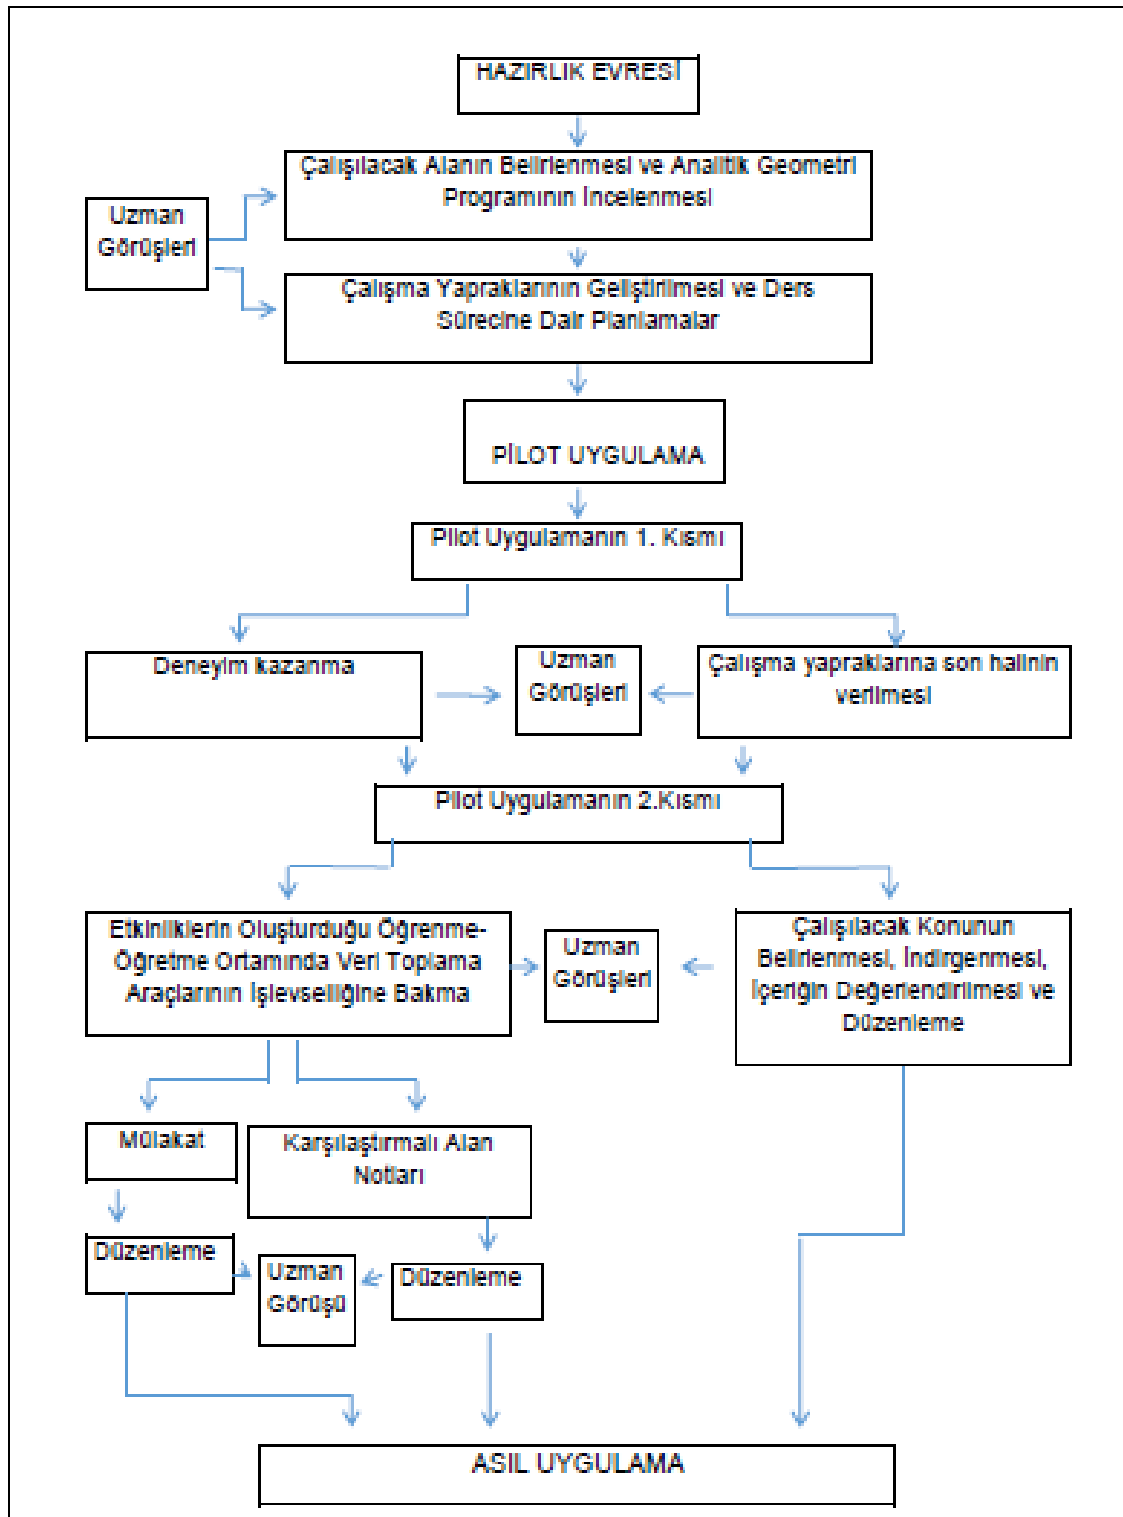 HAZIRLIK EVRESİ
Çalışılacak Alanın Belirlenmesi ve Analitik Geometri
Programının İncelenmesi
Uzman
Görüşleri
Çalışma Yapraklarının Geliştirilmesi ve Ders
Sürecine Dair Planlamalar
PİLOT UYGULAMA
Pilot Uygulamanın 1. Kısmı
Deneyim kazanma
Uzman
Görüşleri
Çalışma yapraklarına son halinin
verilmesi
Pilot Uygulamanın 2.Kısmı
Etkinliklerin Oluşturduğu Öğrenme-
Öğretme Ortamında Veri Toplama
Araçlarının İşlevselliğine Bakma
Uzman
Görüşleri
Çalışılacak Konunun
Belirlenmesi, İndirgenmesi,
İçeriğin Değerlendirilmesi ve
Düzenleme
Mülakat
Karşılaştırmalı Alan
Notları
Düzenleme
Uzman
Görüşü
Düzenleme
ASIL UYGULAMA